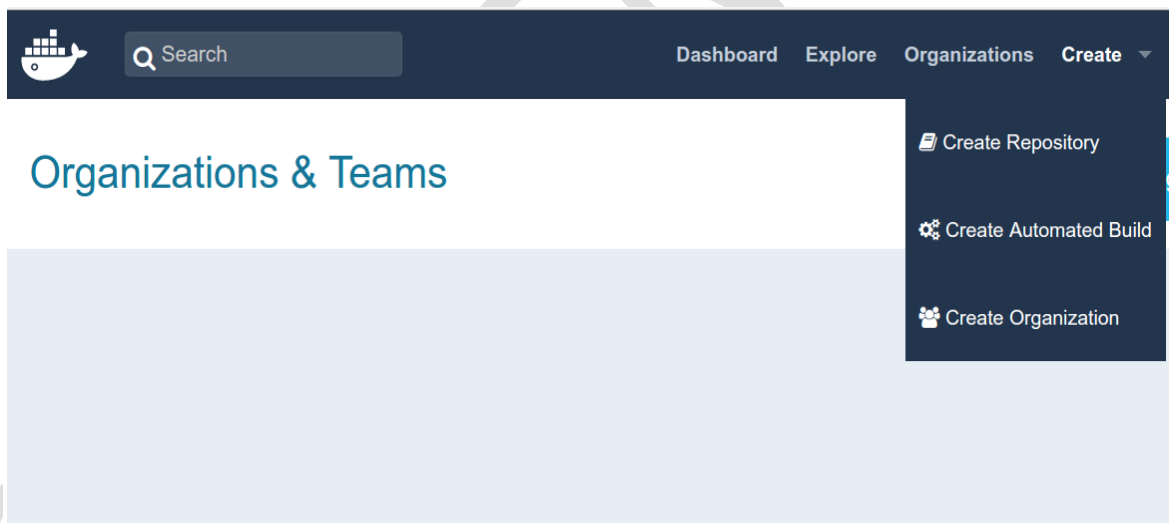 Search
Dashboard Explore Organizations Create
Organizations & Teams
Create Repository
Create Automated Build
Create Organization